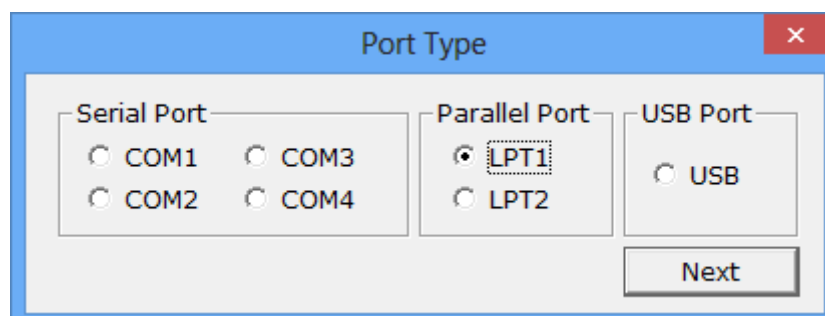 Port Type
Serial Port
COM1 COM3
COM2 COM4
Parallel Port
LPT1
LPT2
USB Port
USB
Next